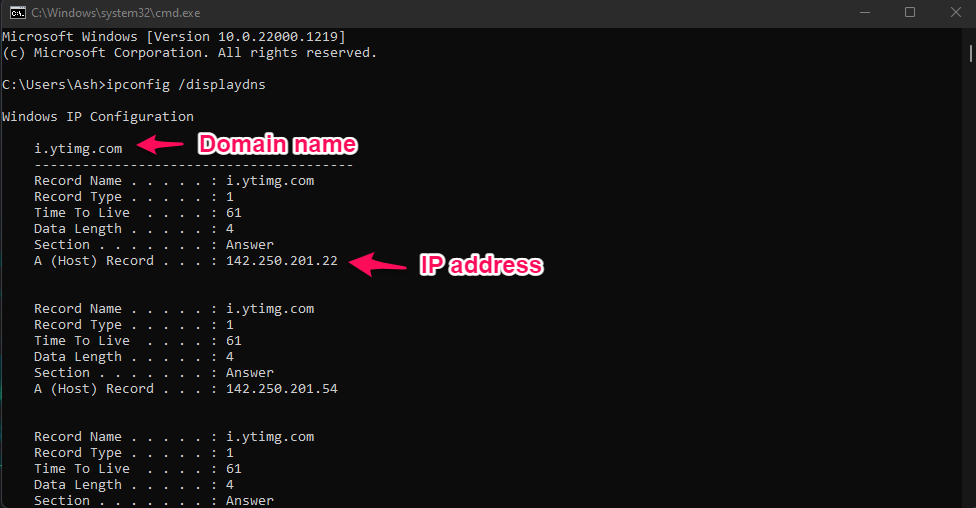 C:\Windows\system32\cmd.exe
Microsoft Windows [Version 10.0.22000.1219]
(c) Microsoft Corporation. All rights reserved.
C:\Users\Ash>ipconfig /displaydns
Windows IP Configuration
i.ytimg.com Domain name
----------------------------------------
Record Name . . . . . : i.ytimg.com
Record Type . . . . . : 1
Time To Live  . . . . : 61
Data Length . . . . . : 4
Section . . . . . . . : Answer
A (Host) Record . . . : 142.250.201.22 IP address
Record Name . . . . . : i.ytimg.com
Record Type . . . . . : 1
Time To Live  . . . . : 61
Data Length . . . . . : 4
Section . . . . . . . : Answer
A (Host) Record . . . : 142.250.201.54
Record Name . . . . . : i.ytimg.com
Record Type . . . . . : 1
Time To Live  . . . . : 61
Data Length . . . . . : 4
Section . . . . . . . : Answer